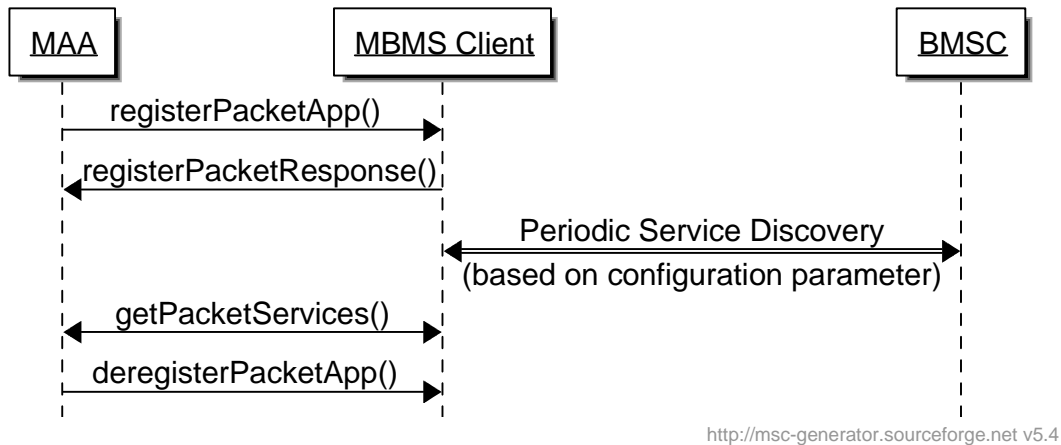 MAA
MBMS Client
BMSC
registerPacketApp()
registerPacketResponse()
Periodic Service Discovery
(based on configuration parameter)
getPacketServices()
deregisterPacketApp()
http://msc-generator.sourceforge.net v5.4